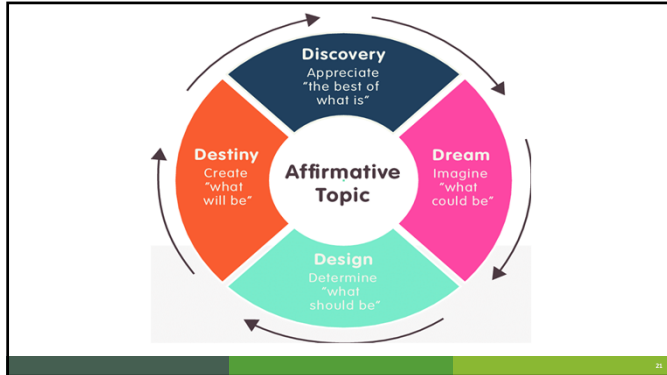 Discovery
Appreciate
"the best of
what is"
Destiny
Create
"what
will be"
Affirmative
Topic
Dream
Imagine
"what
could be"
Design
Determine
"what
should be"
21